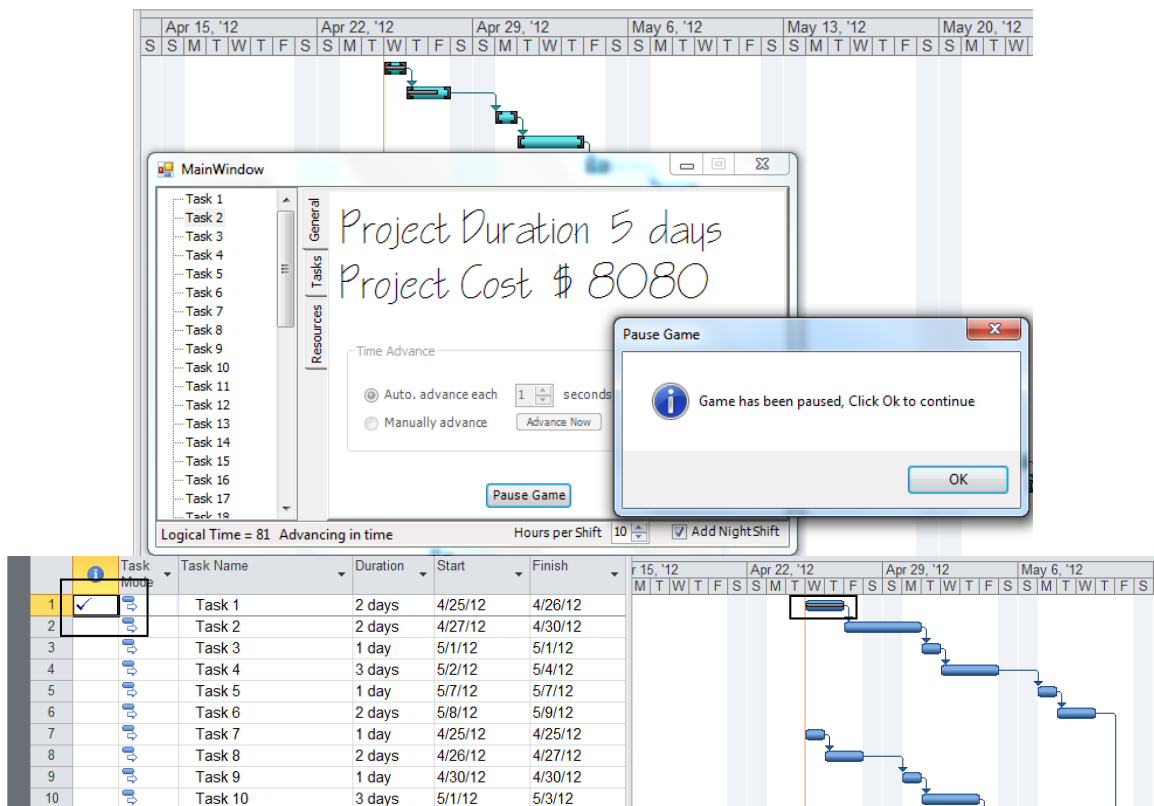 Apr 15, '12 Apr 22, '12 Apr 29, '12 May 6, '12 May 13, '12 May 20, '12
S S M T W T F S S M T W T F S S M T W T F S S M T W T F S S M T W T F S S M T W
MainWindow
Task 1
Task 2
Task 3
Task 4
Task 5
Task 6
Task 7
Task 8
Task 9
Task 10
Task 11
Task 12
Task 13
Task 14
Task 15
Task 16
Task 17
Task 18
General
Tasks
Resources
Project Duration 5 days
Project Cost $ 8080
Time Advance
Auto. advance each 1 seconds
Manually advance Advance Now
Pause Game
Pause Game
Game has been paused, Click Ok to continue
OK
Logical Time = 81 Advancing in time Hours per Shift 10 Add NightShift
Task Mode Task Name Duration Start Finish
1 Task 1 2 days 4/25/12 4/26/12
2 Task 2 2 days 4/27/12 4/30/12
3 Task 3 1 day 5/1/12 5/1/12
4 Task 4 3 days 5/2/12 5/4/12
5 Task 5 1 day 5/7/12 5/7/12
6 Task 6 2 days 5/8/12 5/9/12
7 Task 7 1 day 4/25/12 4/25/12
8 Task 8 2 days 4/26/12 4/27/12
9 Task 9 1 day 4/30/12 4/30/12
10 Task 10 3 days 5/1/12 5/3/12
r 15, '12 Apr 22, '12 Apr 29, '12 May 6, '12
M T W T F S S M T W T F S S M T W T F S S M T W T F S